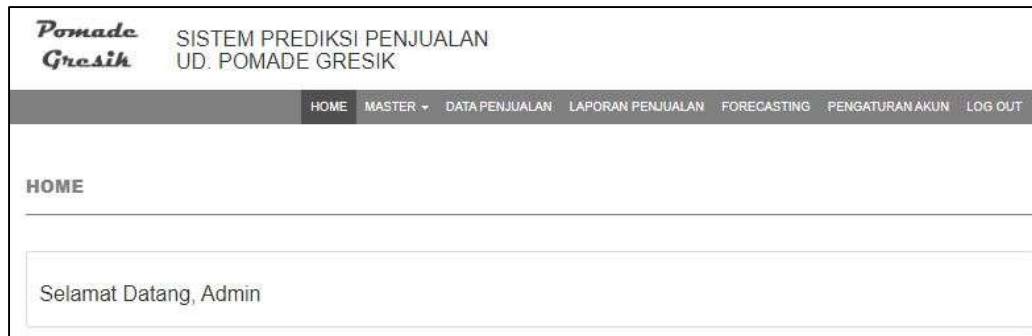 Pomade
Gresik
SISTEM PREDIKSI PENJUALAN
UD. POMADE GRESIK
HOME MASTER DATA PENJUALAN LAPORAN PENJUALAN FORECASTING PENGATURAN AKUN LOG OUT
HOME
Selamat Datang, Admin